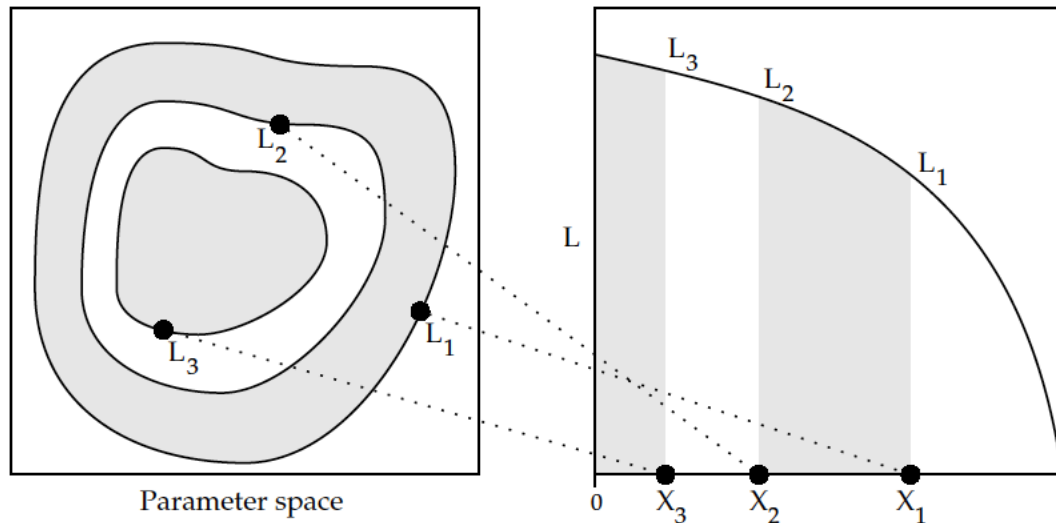 L₂
L₃
L₁
Parameter space
L₃
L₂
L₁
L
0
X₃
X₂
X₁